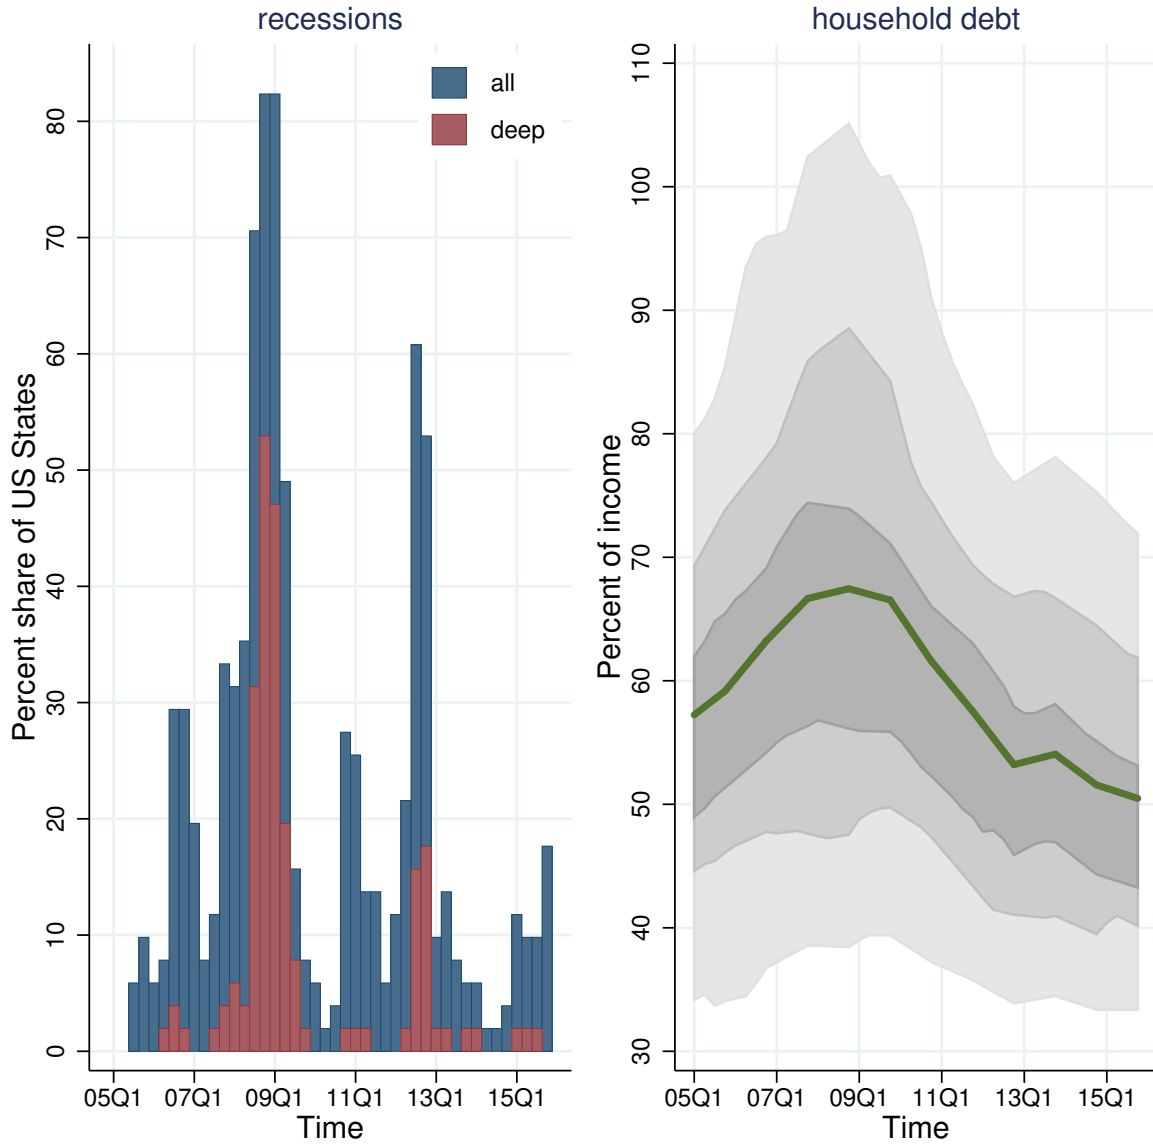 recessions
all
deep
Percent share of US States
80
70
60
50
40
30
20
10
0
05Q1 07Q1 09Q1 11Q1 13Q1 15Q1
Time
household debt
Percent of income
110
100
90
80
70
60
50
40
30
05Q1 07Q1 09Q1 11Q1 13Q1 15Q1
Time